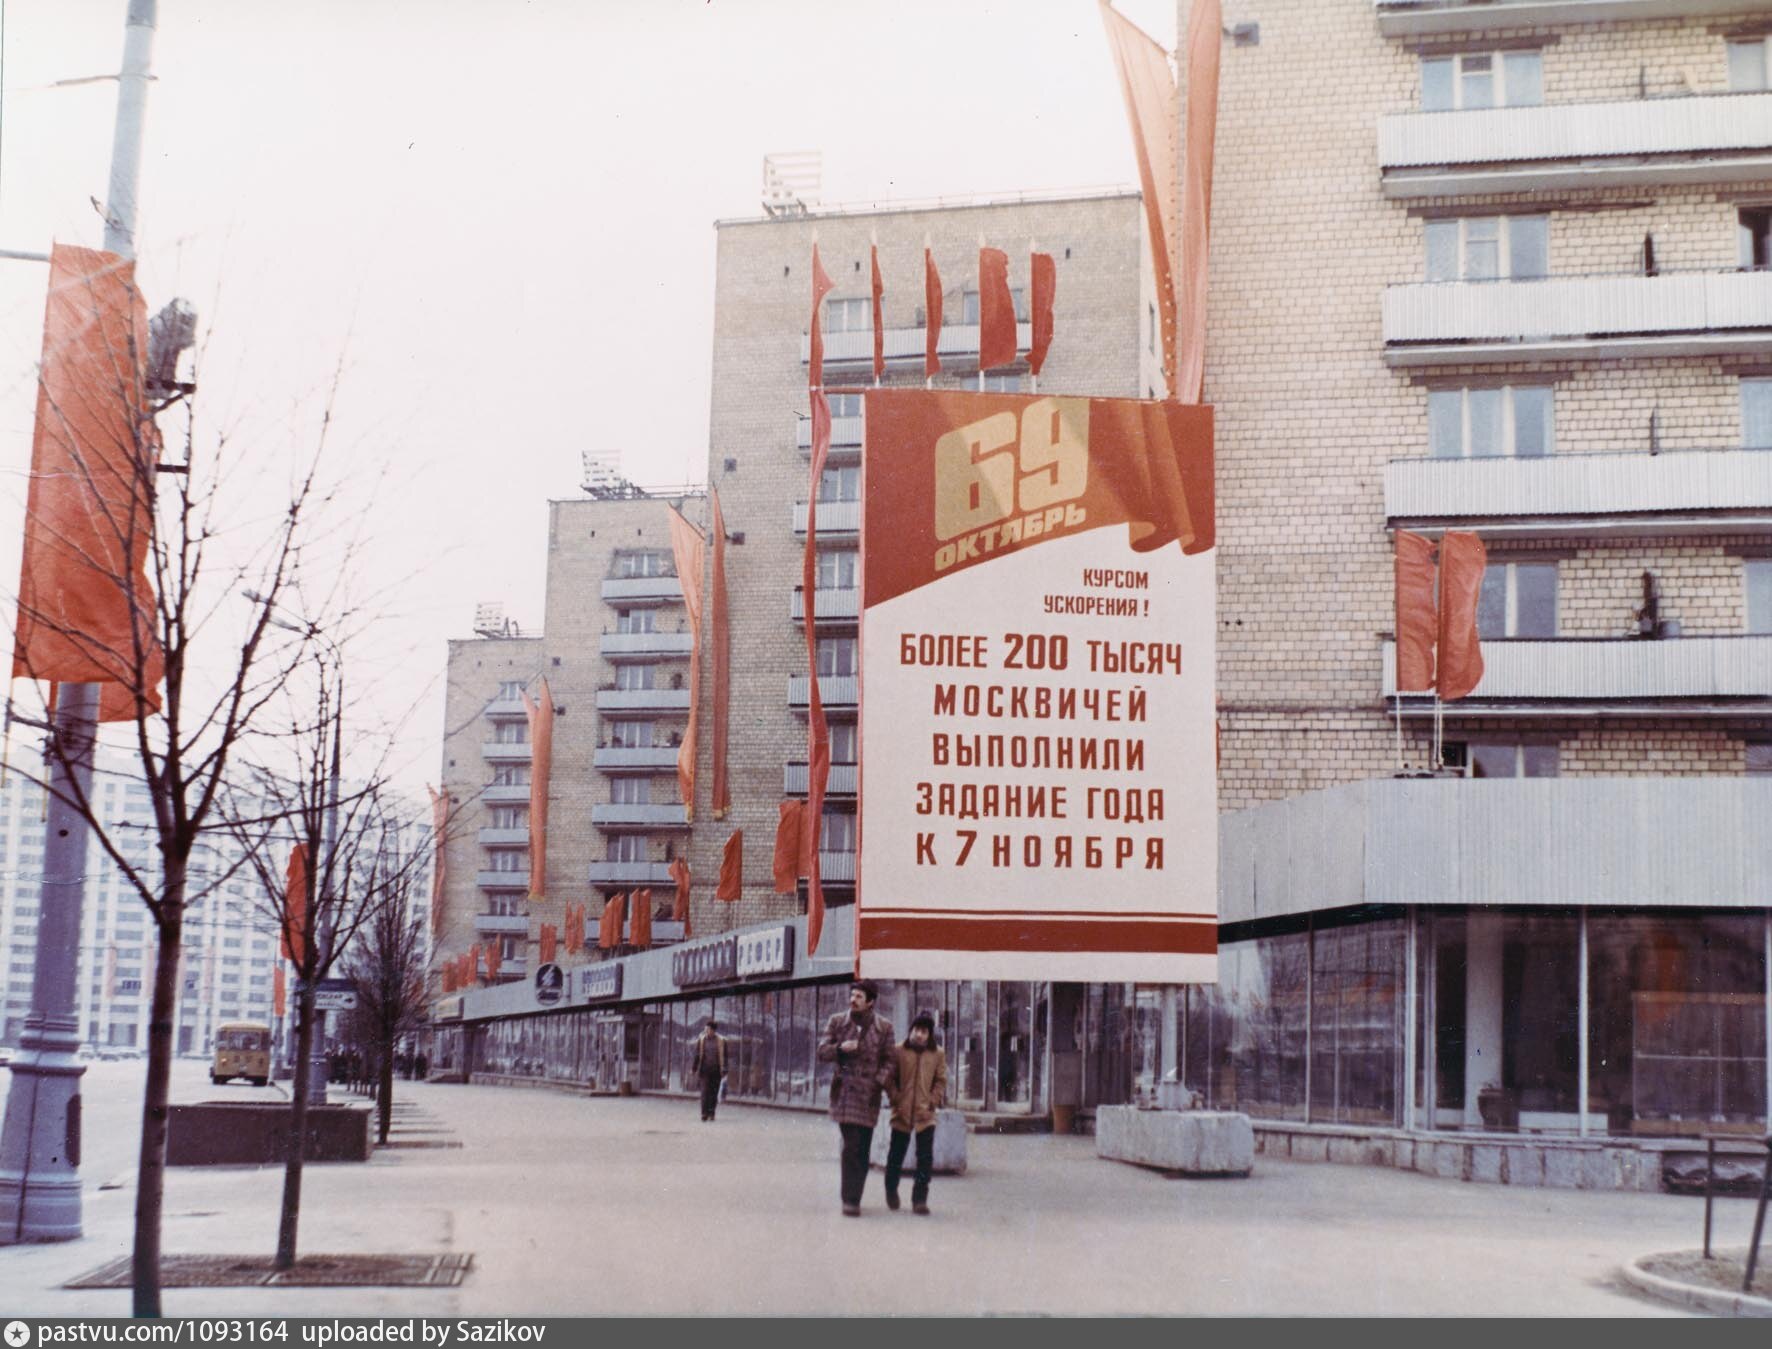 69
ОКТЯБРЬ
КУРСОМ
УСКОРЕНИЯ!
БОЛЕЕ 200 ТЫСЯЧ
МОСКВИЧЕЙ
ВЫПОЛНИЛИ
ЗАДАНИЕ ГОДА
К 7 НОЯБРЯ
РСФСР
pastvu.com/1093164 uploaded by Sazikov